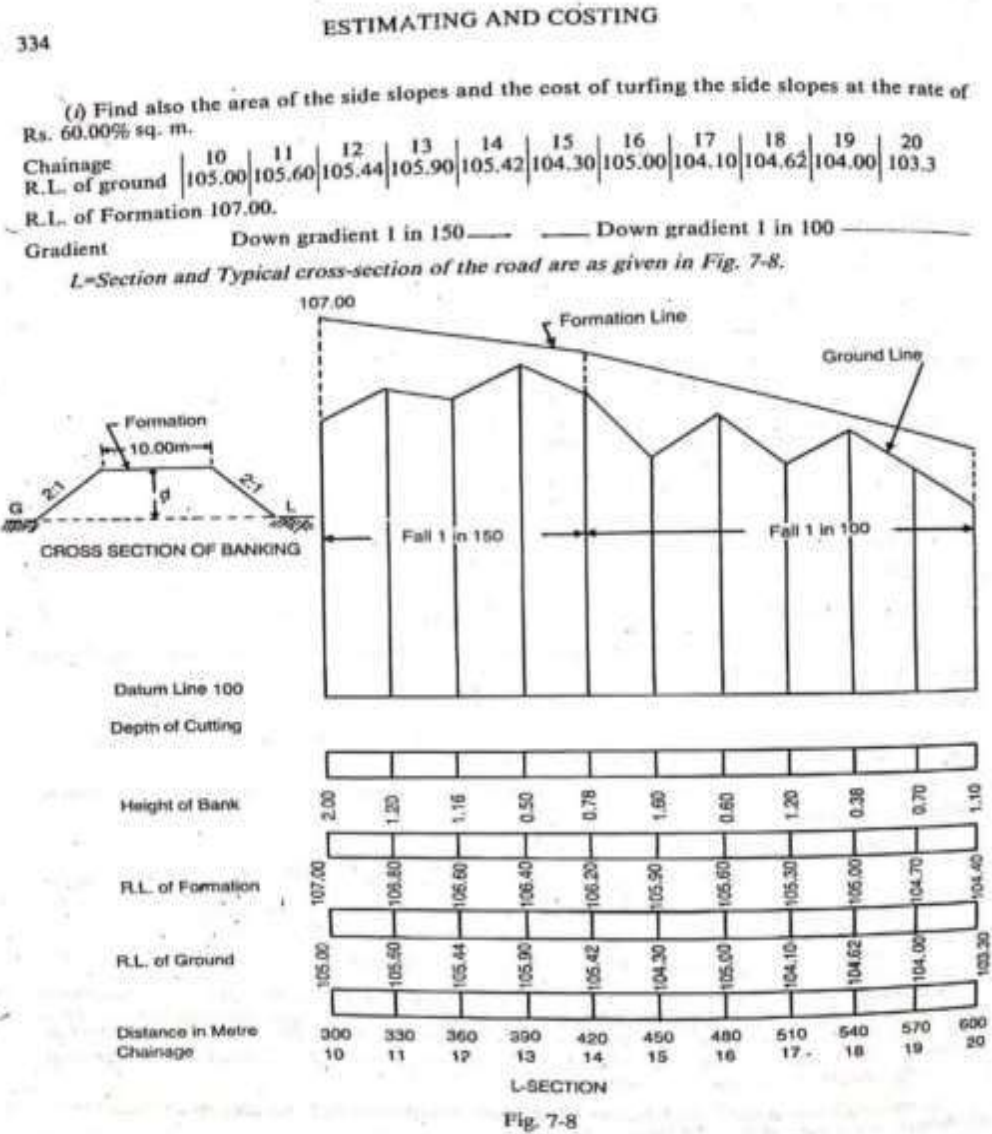 334
ESTIMATING AND COSTING
(i) Find also the area of the side slopes and the cost of turfing the side slopes at the rate of
Rs. 60.00% sq. m.
Chainage 10 11 12 13 14 15 16 17 18 19 20
R.L. of ground 105.00 105.60 105.44 105.90 105.42 104.30 105.00 104.10 104.62 104.00 103.3
R.L. of Formation 107.00.
Gradient Down gradient 1 in 150 Down gradient 1 in 100
L=Section and Typical cross-section of the road are as given in Fig. 7-8.
107.00
Formation Line
Ground Line
Formation
10.00m
2:1
d
2:1
G
L
CROSS SECTION OF BANKING
Fall 1 in 150
Fall 1 in 100
Datum Line 100
Depth of Cutting
Height of Bank 2.00 1.20 1.16 0.50 0.78 1.60 0.60 1.20 0.38 0.70 1.10
R.L. of Formation 107.00 106.80 106.60 106.40 106.20 105.90 105.60 105.30 105.00 104.70 104.40
R.L. of Ground 105.00 105.60 105.44 105.90 105.42 104.30 105.00 104.10 104.62 104.00 103.30
Distance in Metre 300 330 360 390 420 450 480 510 540 570 600
Chainage 10 11 12 13 14 15 16 17 18 19 20
L-SECTION
Fig. 7-8